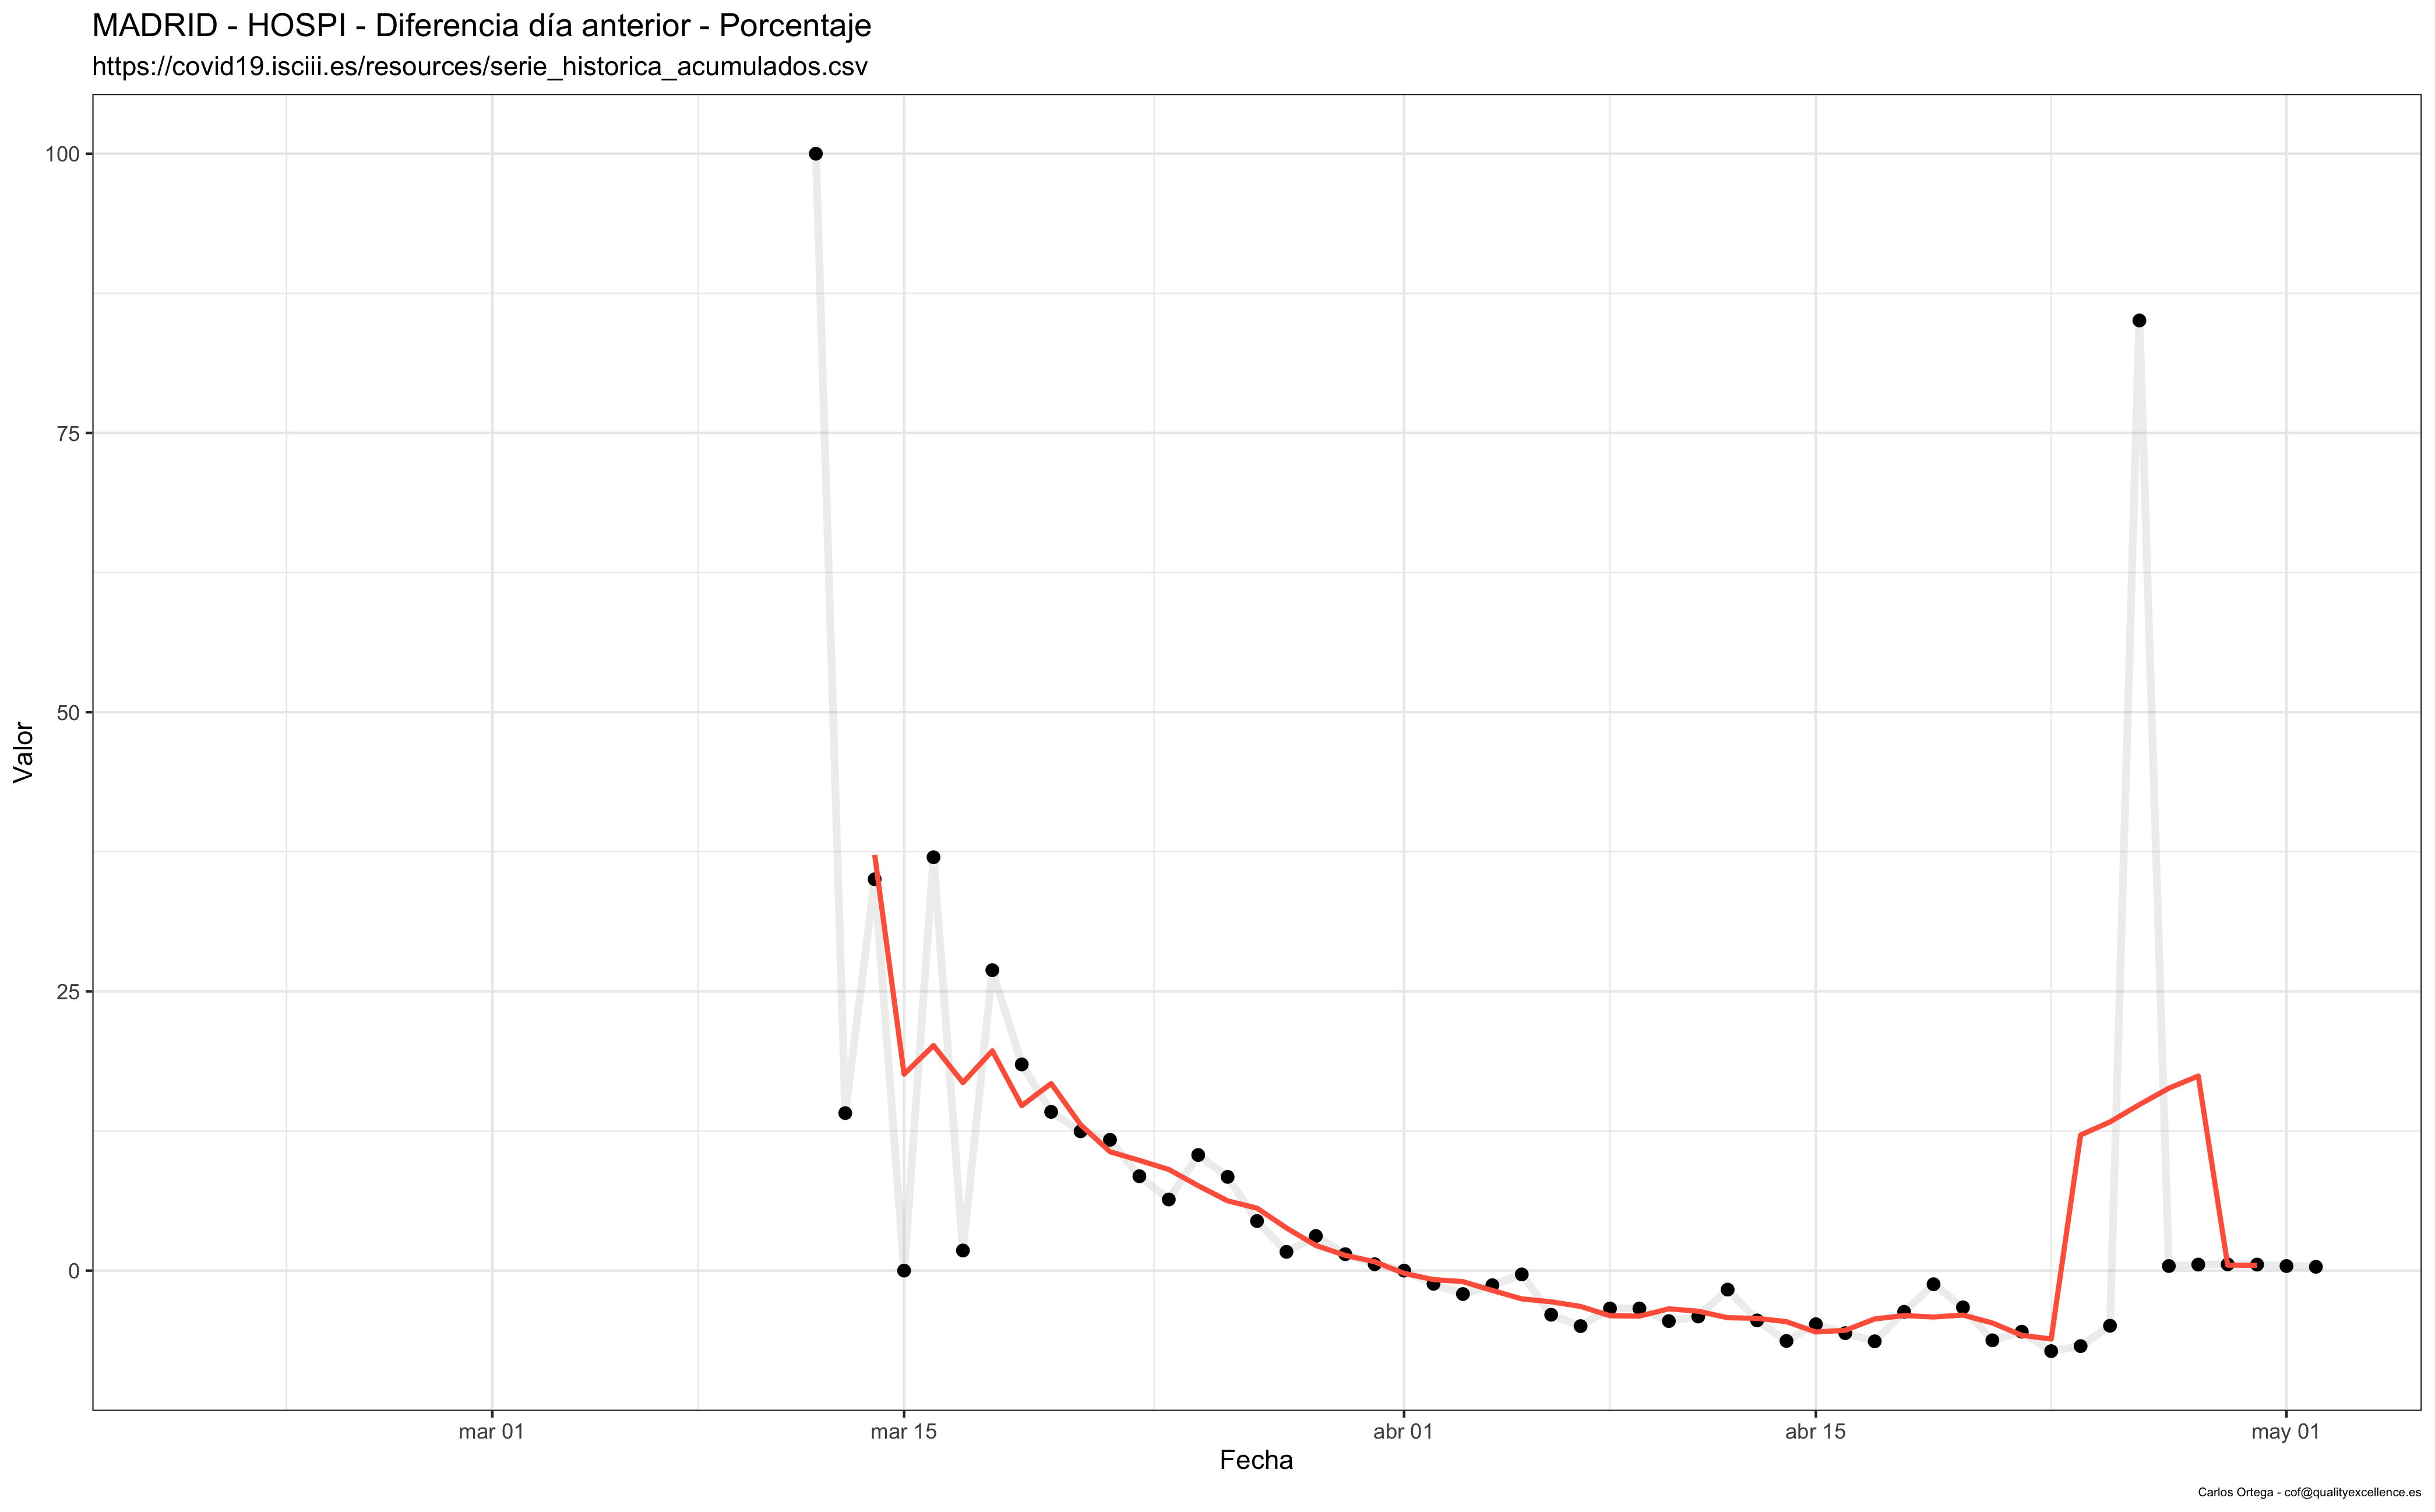 MADRID - HOSPI - Diferencia día anterior - Porcentaje
https://covid19.isciii.es/resources/serie_historica_acumulados.csv
100
75
50
25
0
Valor
mar 01
mar 15
abr 01
abr 15
may 01
Fecha
Carlos Ortega - cof@qualityexcellence.es